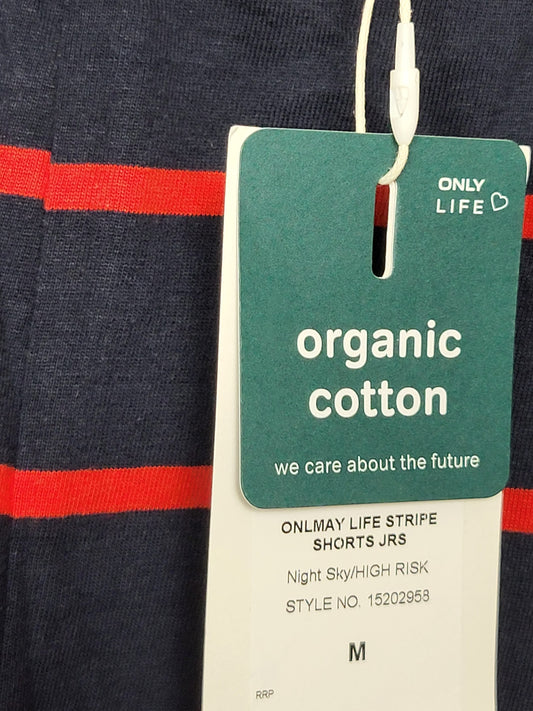 ONLY
LIFE
organic
cotton
we care about the future
ONLMAY LIFE STRIPE
SHORTS JRS
Night Sky/HIGH RISK
STYLE NO. 15202958
M
RRP